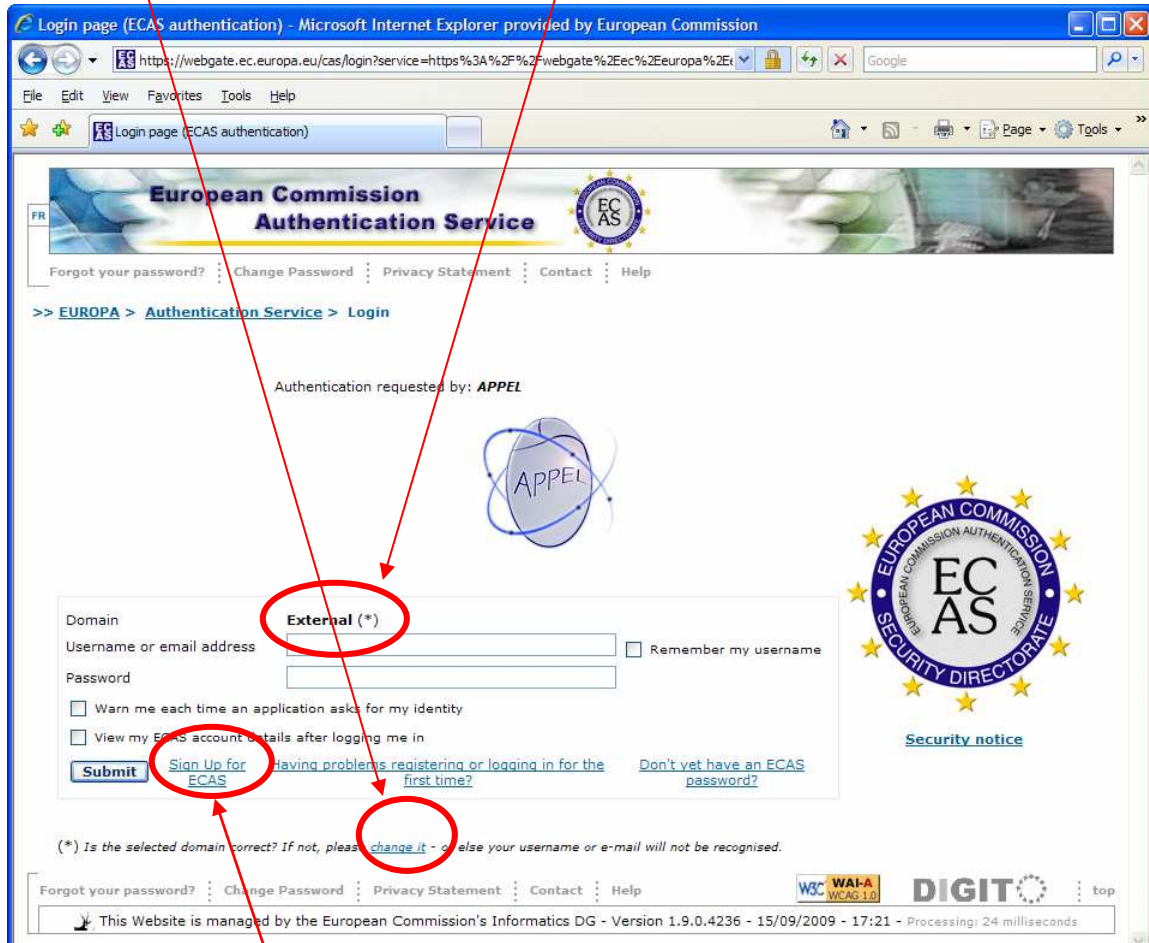 Login page (ECAS authentication) - Microsoft Internet Explorer provided by European Commission
https://webgate.ec.europa.eu/cas/login?service=https%3A%2F%2Fwebgate%2Eec%2Eeuropa%2E
Google
File Edit View Favorites Tools Help
Login page (ECAS authentication)
Page Tools »
European Commission
Authentication Service
EC
AS
FR
Forgot your password? Change Password Privacy Statement Contact Help
>> EUROPA > Authentication Service > Login
Authentication requested by: APPEL
APPEL
EUROPEAN COMMISSION
EUROPEAN COMMISSION AUTHENTICATION SERVICE
EC
AS
SECURITY DIRECTORATE
Security notice
Domain External (*)
Username or email address Remember my username
Password
Warn me each time an application asks for my identity
View my ECAS account details after logging me in
Submit
Sign Up for
ECAS
Having problems registering or logging in for the
first time?
Don't yet have an ECAS
password?
(*) Is the selected domain correct? If not, please change it - or else your username or e-mail will not be recognised.
Forgot your password? Change Password Privacy Statement Contact Help
W3C WAI-A
WCAG 1.0
DIGIT
top
This Website is managed by the European Commission's Informatics DG - Version 1.9.0.4236 - 15/09/2009 - 17:21 - Processing: 24 milliseconds